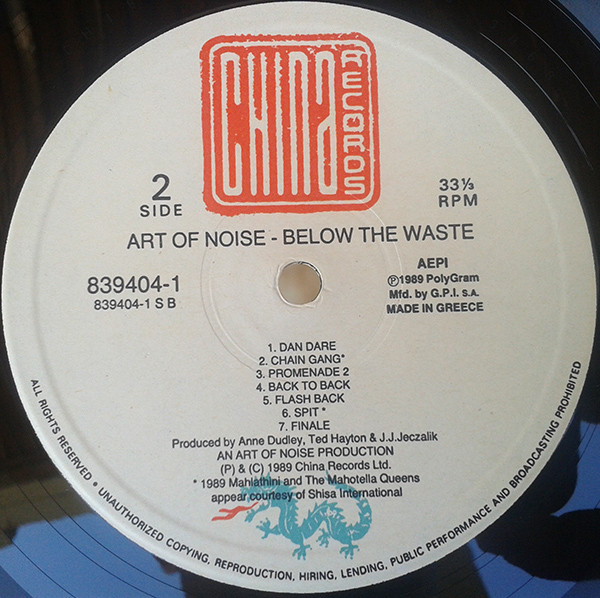 CHINA RECORDS
2
SIDE
33⅓
RPM
ART OF NOISE - BELOW THE WASTE
839404-1
839404-1 S B
AEPI
Ⓟ1989 PolyGram
Mfd. by G.P.I. S.A.
MADE IN GREECE
1. DAN DARE
2. CHAIN GANG*
3. PROMENADE 2
4. BACK TO BACK
5. FLASH BACK
6. SPIT *
7. FINALE
Produced by Anne Dudley, Ted Hayton & J.J.Jeczalik
AN ART OF NOISE PRODUCTION
(P) & (C) 1989 China Records Ltd.
* 1989 Mahlathini and The Mahotella Queens
appear courtesy of Shisa International
ALL RIGHTS RESERVED • UNAUTHORIZED COPYING, REPRODUCTION, HIRING, LENDING, PUBLIC PERFORMANCE AND BROADCASTING PROHIBITED